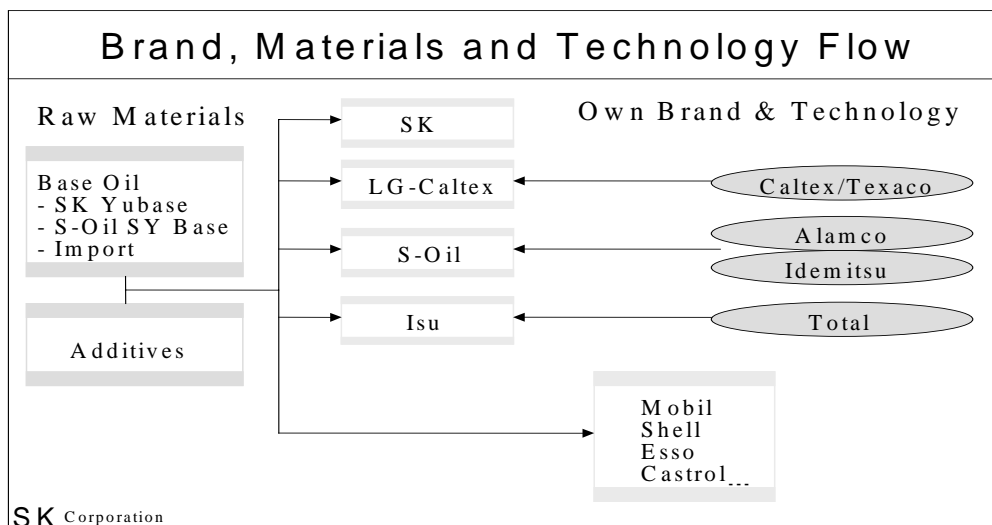 Brand, Materials and Technology Flow
Raw Materials
Own Brand & Technology
Base Oil
- SK Yubase
- S-Oil SY Base
- Import
Additives
SK
LG-Caltex
S-Oil
Isu
Caltex/Texaco
Alamco
Idemitsu
Total
Mobil
Shell
Esso
Castrol...
SK Corporation